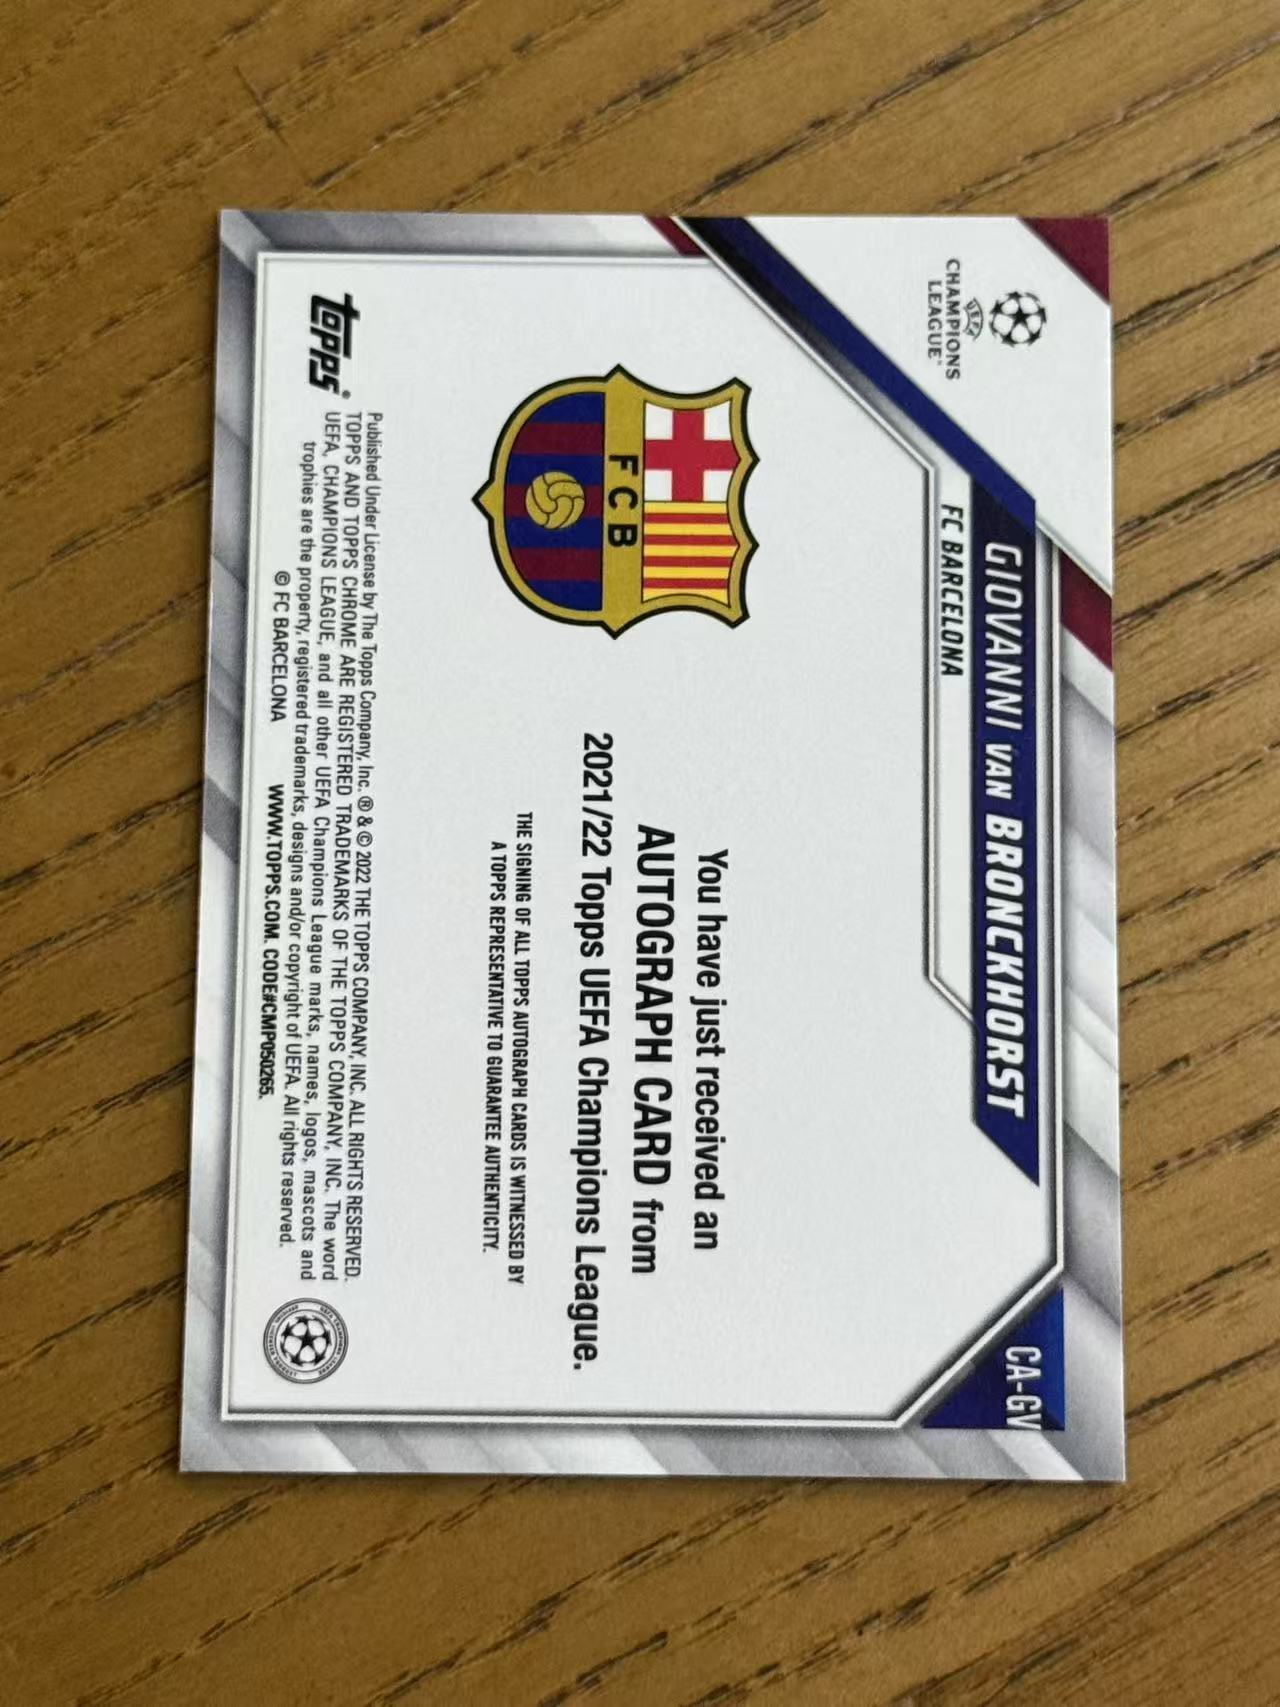 UEFA
CHAMPIONS
LEAGUE™
GIOVANNI VAN BRONCKHORST
CA-GV
FC BARCELONA
FCB
You have just received an
AUTOGRAPH CARD from
2021/22 Topps UEFA Champions League.
THE SIGNING OF ALL TOPPS AUTOGRAPH CARDS IS WITNESSED BY
A TOPPS REPRESENTATIVE TO GUARANTEE AUTHENTICITY.
topps®
Published Under License by The Topps Company, Inc. ® & © 2022 THE TOPPS COMPANY, INC. ALL RIGHTS RESERVED.
TOPPS AND TOPPS CHROME ARE REGISTERED TRADEMARKS OF THE TOPPS COMPANY, INC. The word
UEFA, CHAMPIONS LEAGUE, and all other UEFA Champions League marks, names, logos, mascots and
trophies are the property, registered trademarks, designs and/or copyright of UEFA. All rights reserved.
© FC BARCELONA WWW.TOPPS.COM. CODE#CMP050265.